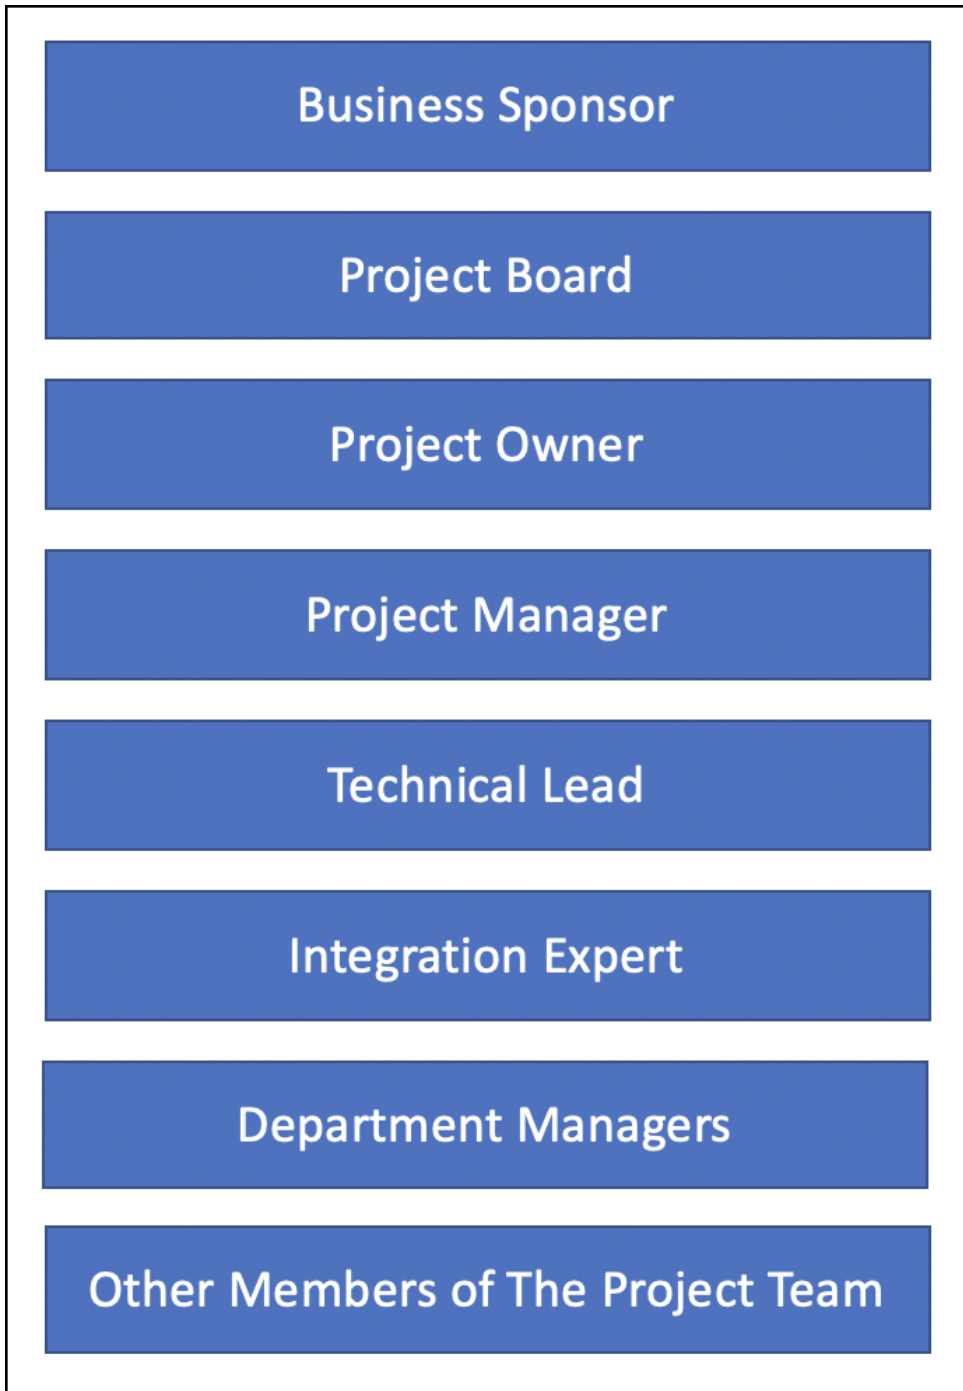 Business Sponsor
Project Board
Project Owner
Project Manager
Technical Lead
Integration Expert
Department Managers
Other Members of The Project Team